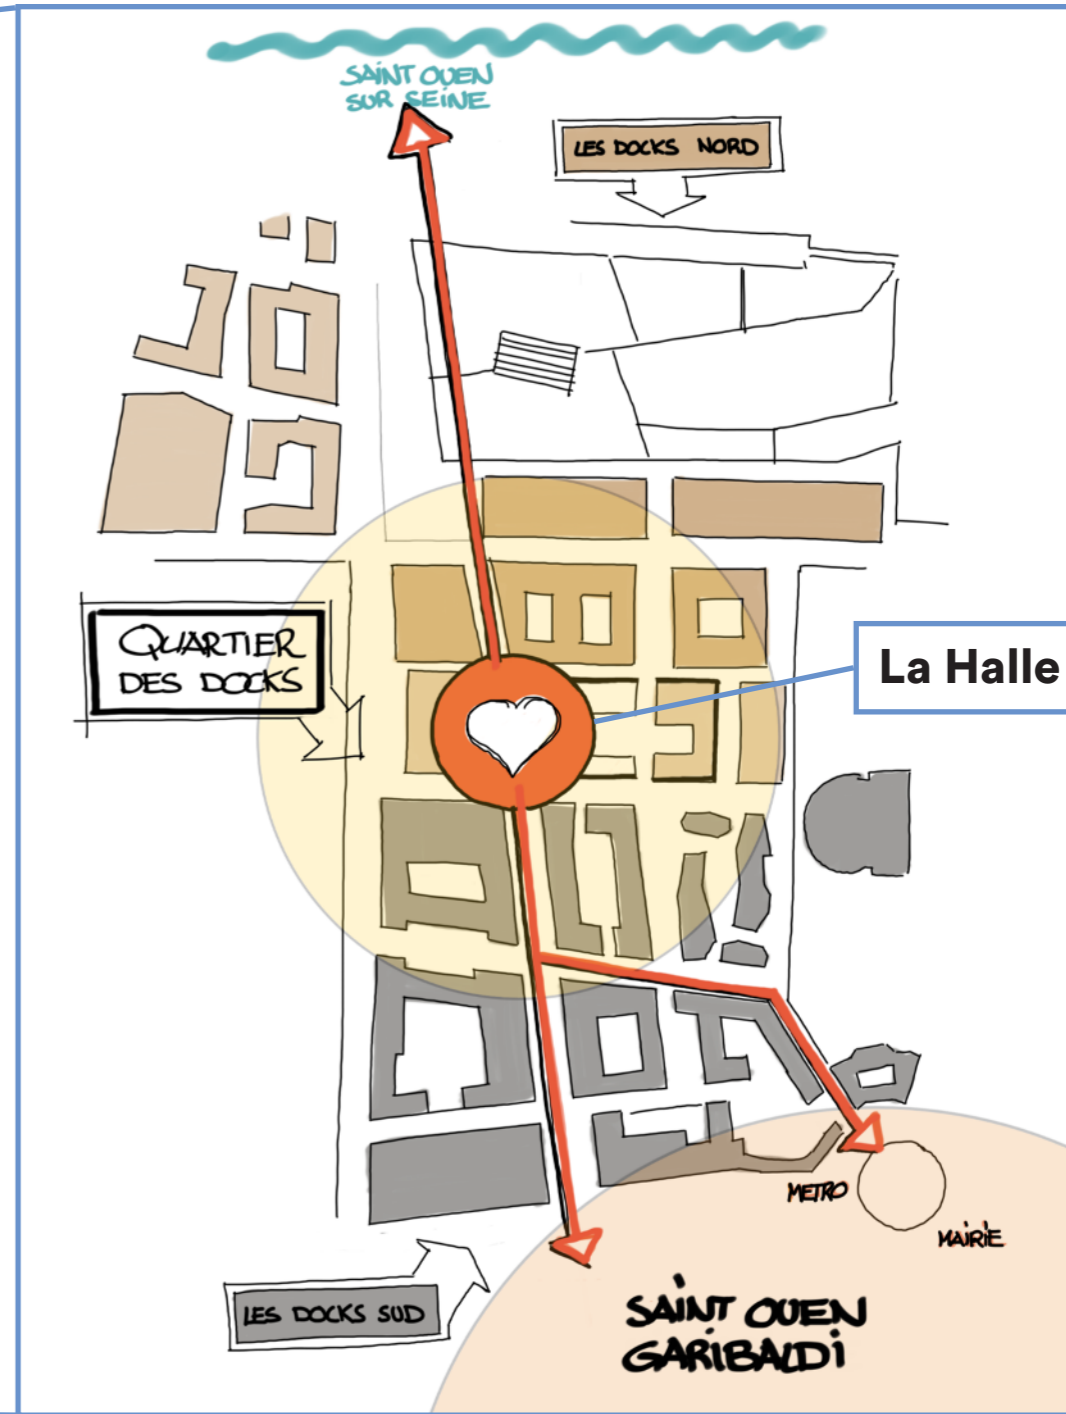 SAiNT OUEN
SUR SEiNE
LES DOCKS NORD
QUARTiER
DES DOCKS
La Halle
METRO
MAiRiE
LES DOCKS SUD
SAiNT OUEN
GARiBALDi